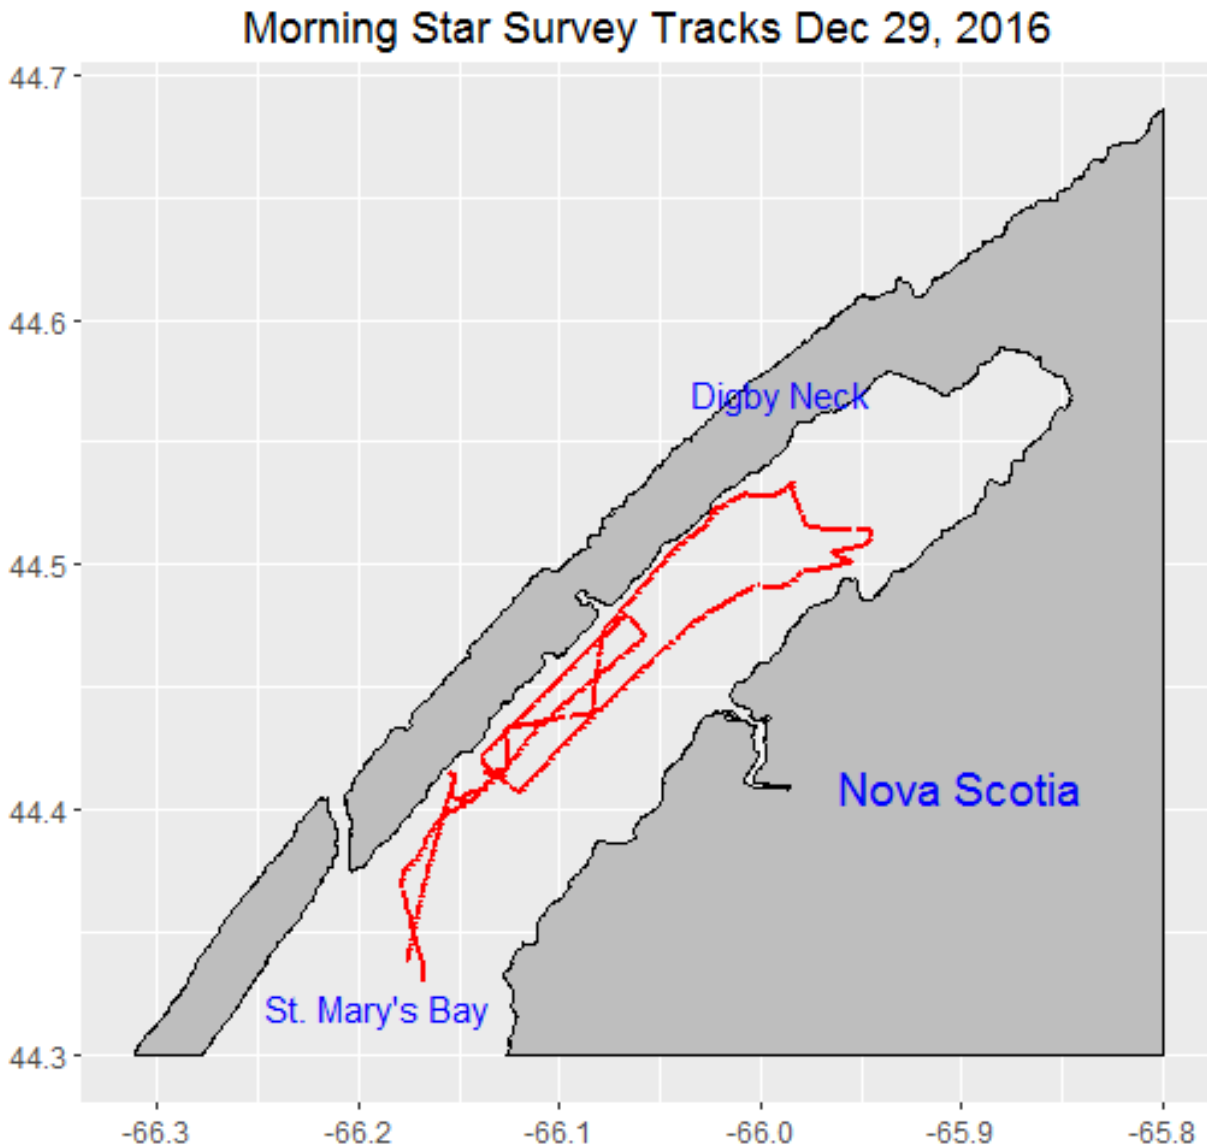 Morning Star Survey Tracks Dec 29, 2016
44.7
44.6
Digby Neck
44.5
Nova Scotia
44.4
St. Mary's Bay
44.3
-66.3 -66.2 -66.1 -66.0 -65.9 -65.8